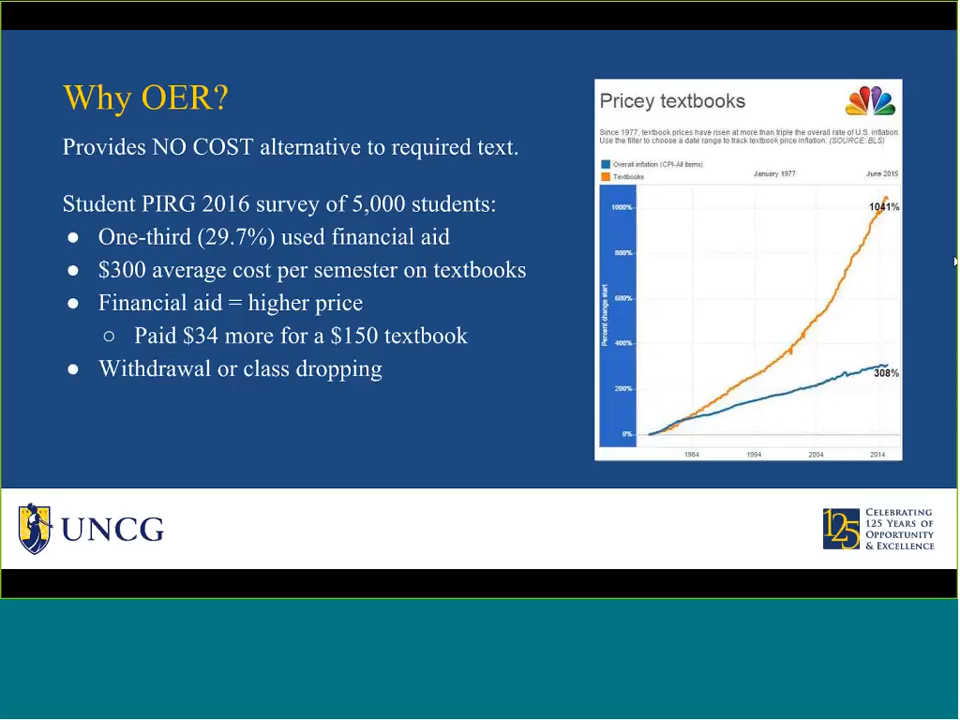 Why OER?
Provides NO COST alternative to required text.
Student PIRG 2016 survey of 5,000 students:
● One-third (29.7%) used financial aid
● $300 average cost per semester on textbooks
● Financial aid = higher price
○ Paid $34 more for a $150 textbook
● Withdrawal or class dropping
Pricey textbooks
Since 1977, textbook prices have risen at more than triple the overall rate of U.S. inflation.
Use the filter to choose a date range to track textbook price inflation. (SOURCE: BLS)
Overall inflation (CPI-All items)
Textbooks
January 1977
June 2015
Percent change start
1000%
800%
600%
400%
200%
0%
1041%
308%
1984
1994
2004
2014
UNCG
125
CELEBRATING
125 YEARS OF
OPPORTUNITY
& EXCELLENCE